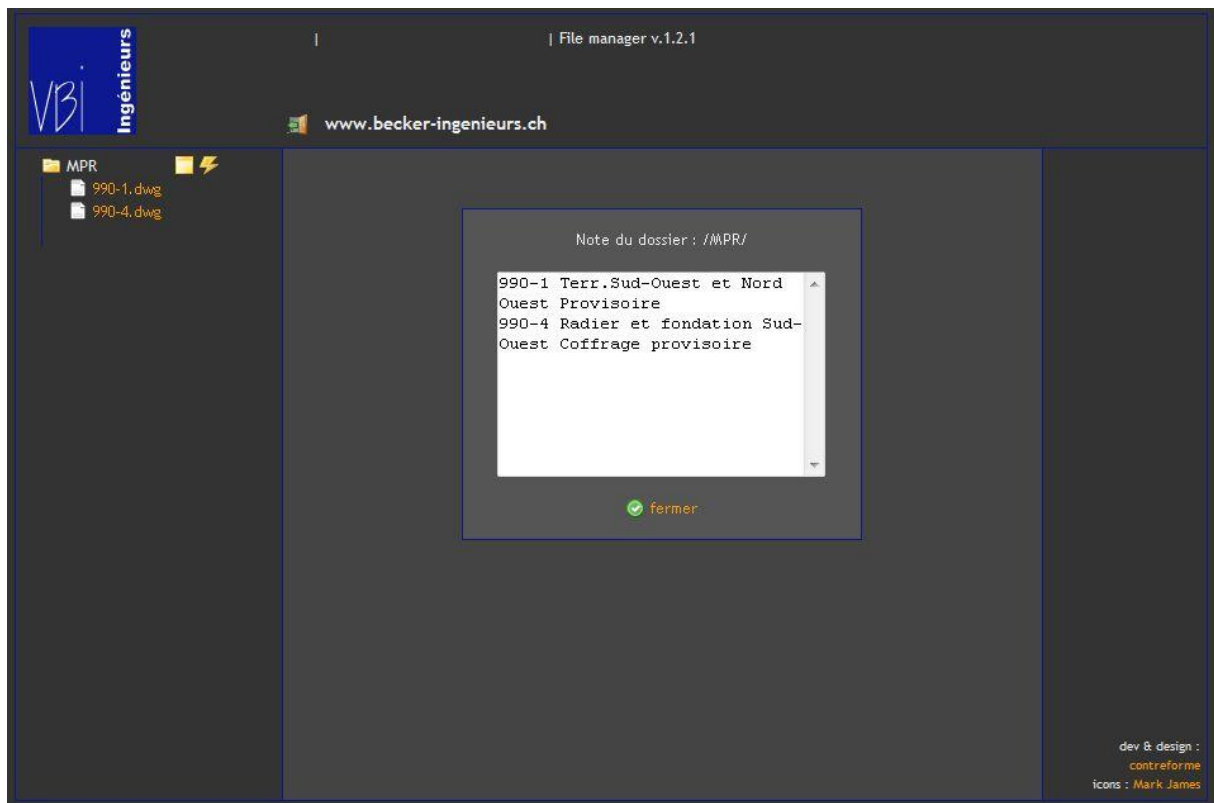 VBI Ingénieurs
| | File manager v.1.2.1
www.becker-ingenieurs.ch
MPR
990-1.dwg
990-4.dwg
Note du dossier : /MPR/
990-1 Terr.Sud-Ouest et Nord
Ouest Provisoire
990-4 Radier et fondation Sud-
Ouest Coffrage provisoire
fermer
dev & design :
contreforme
icons : Mark James